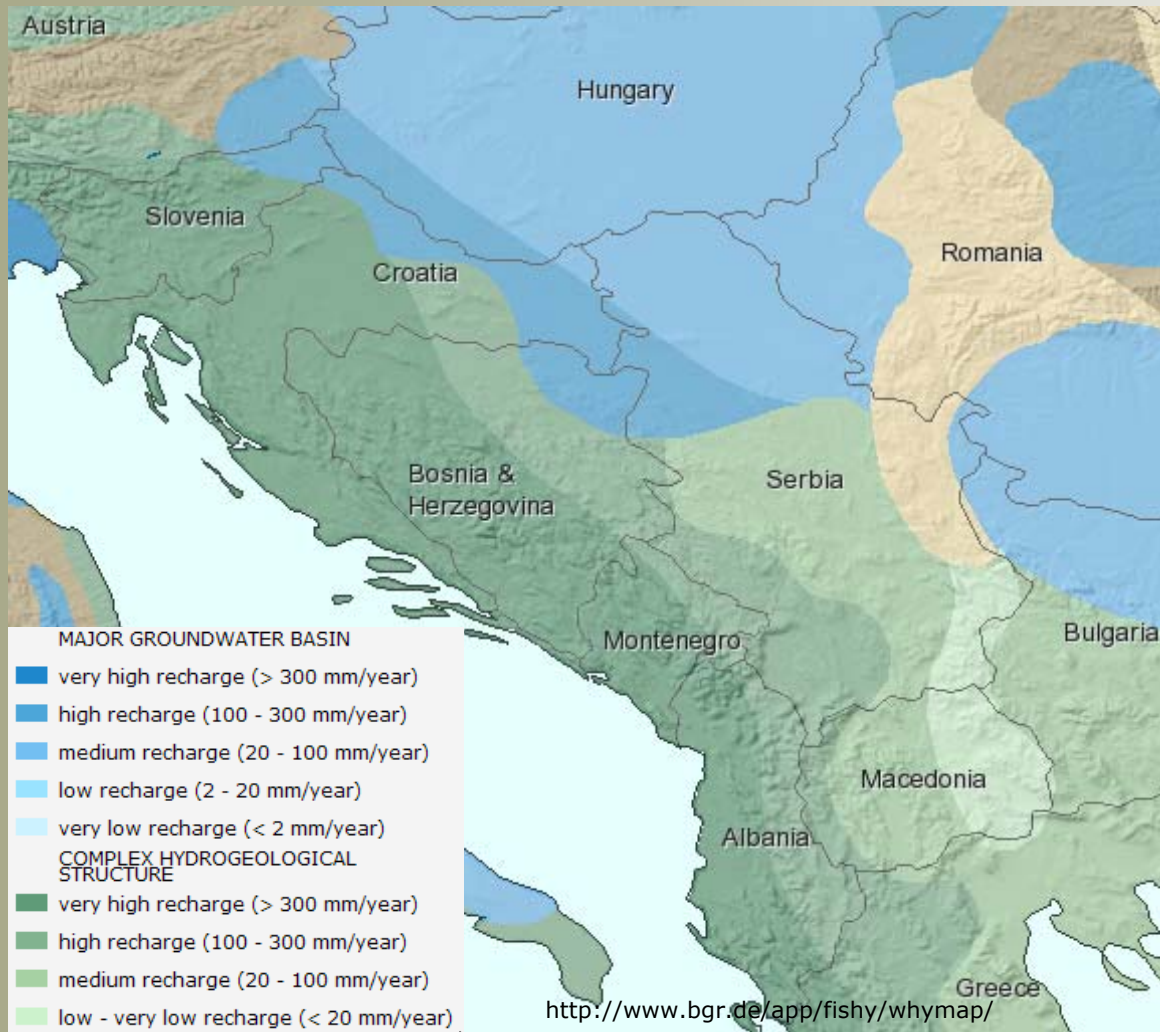 Austria
Hungary
Slovenia
Romania
Croatia
Bosnia &
Herzegovina
Serbia
Montenegro
Bulgaria
Macedonia
Albania
Greece
MAJOR GROUNDWATER BASIN
very high recharge (> 300 mm/year)
high recharge (100 - 300 mm/year)
medium recharge (20 - 100 mm/year)
low recharge (2 - 20 mm/year)
very low recharge (< 2 mm/year)
COMPLEX HYDROGEOLOGICAL
STRUCTURE
very high recharge (> 300 mm/year)
high recharge (100 - 300 mm/year)
medium recharge (20 - 100 mm/year)
low - very low recharge (< 20 mm/year)
http://www.bgr.de/app/fishy/whymap/